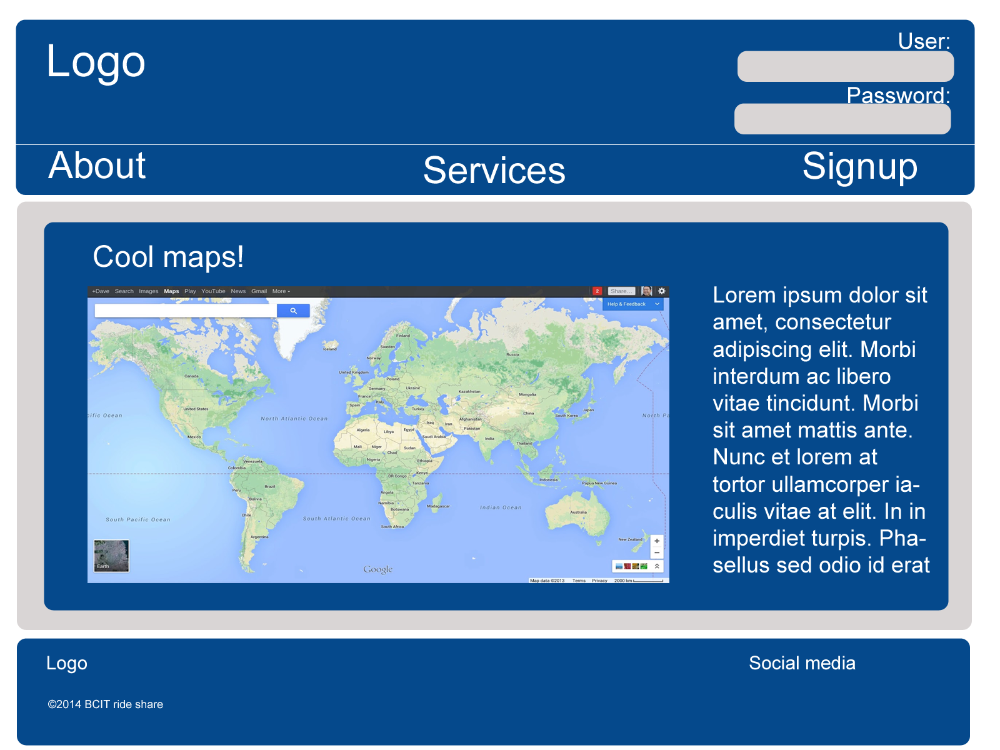 Logo
User:
Password:
About
Services
Signup
Cool maps!
+Dave Search Images Maps Play YouTube News Gmail More
2
Share...
Help & Feedback
Finland
Iceland
Sweden
Russia
Norway
United Kingdom
Canada
Poland
Germany
Ukraine
Kazakhstan
Mongolia
France
Italy
Spain
United States
Turkey
China
Japan
South Korea
ific Ocean
North Atlantic Ocean
North Pa
Afghanistan
Iraq
Iran
Pakistan
Algeria
Libya
Egypt
Saudi Arabia
Mexico
India
Thailand
Mali
Niger
Chad
Sudan
Nigeria
Ethiopia
Venezuela
Colombia
Kenya
DR Congo
Indonesia
Papua New Guinea
Tanzania
Brazil
Peru
Angola
Bolivia
Namibia
Botswana
Madagascar
Indian Ocean
Chile
Australia
South Pacific Ocean
South Atlantic Ocean
South Africa
Argentina
New Zealand
+
−
Earth
Google
Map data ©2013 Terms Privacy 2000 km
Lorem ipsum dolor sit
amet, consectetur
adipiscing elit. Morbi
interdum ac libero
vitae tincidunt. Morbi
sit amet mattis ante.
Nunc et lorem at
tortor ullamcorper ia-
culis vitae at elit. In in
imperdiet turpis. Pha-
sellus sed odio id erat
Logo
Social media
©2014 BCIT ride share